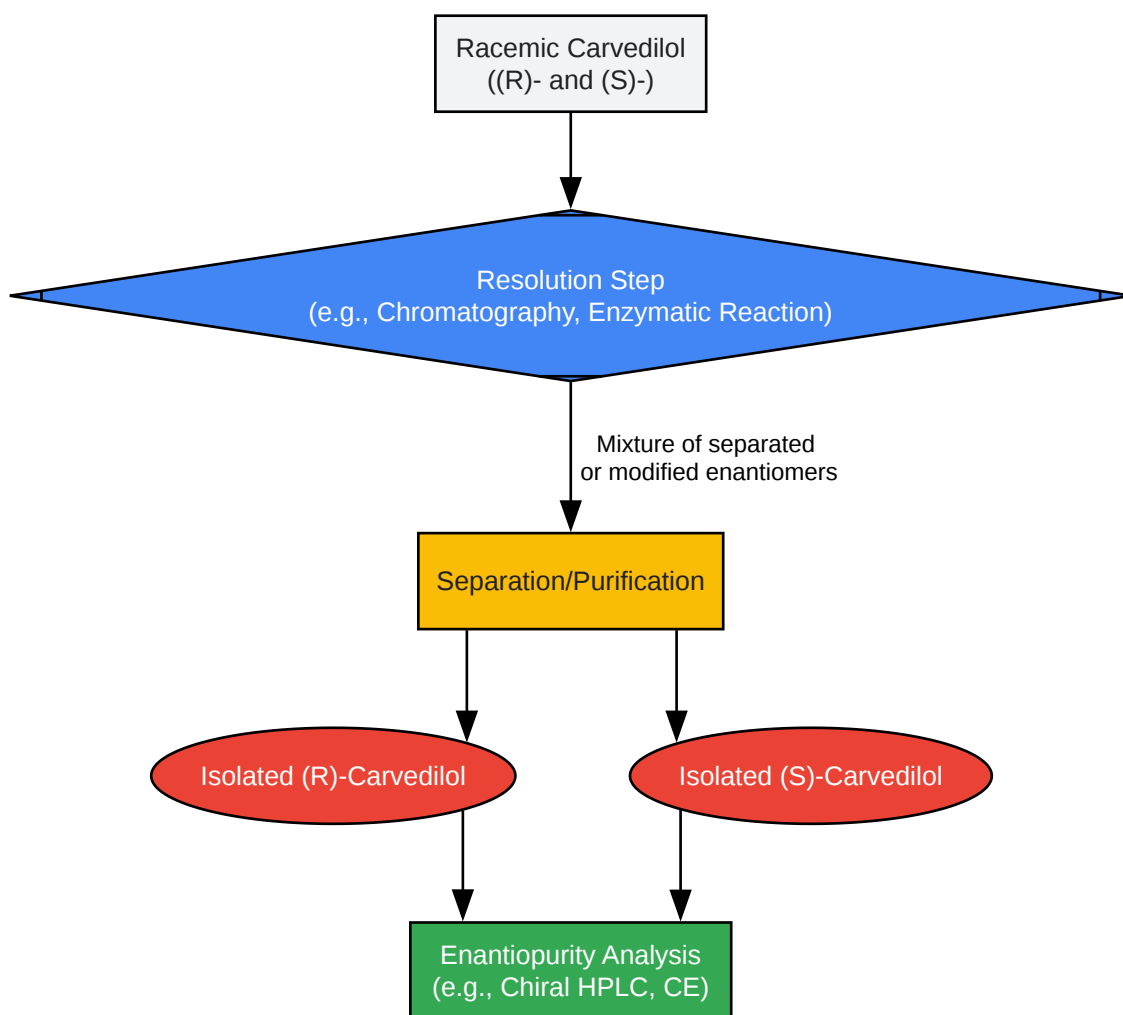 Racemic Carvedilol
((R)- and (S)-)
Resolution Step
(e.g., Chromatography, Enzymatic Reaction)
Mixture of separated
or modified enantiomers
Separation/Purification
Isolated (R)-Carvedilol
Isolated (S)-Carvedilol
Enantiopurity Analysis
(e.g., Chiral HPLC, CE)